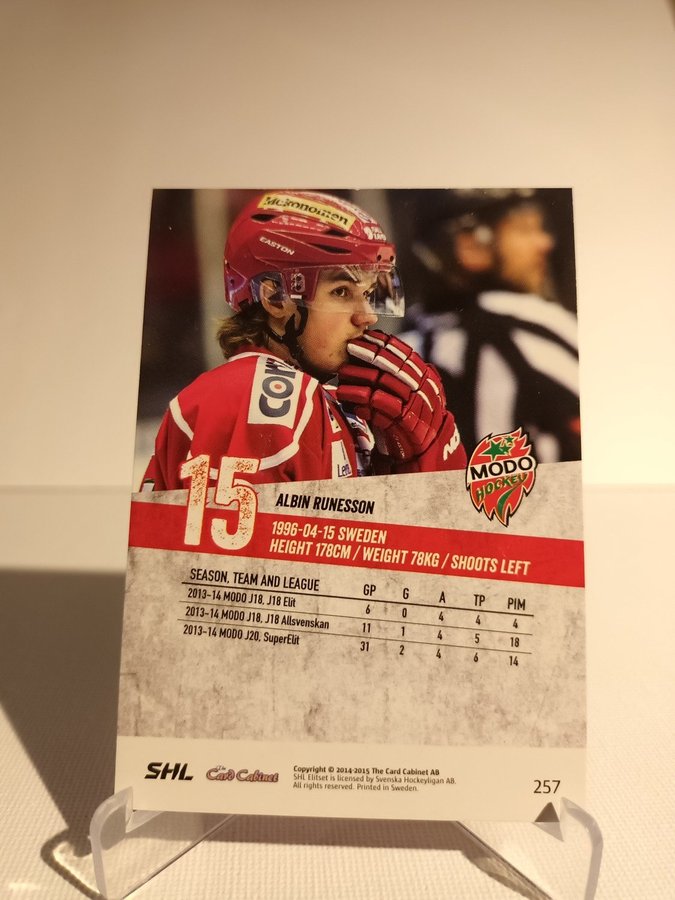 Mekonomen
EASTON
COM
MODO
HOCKEY
15
ALBIN RUNESSON
1996-04-15 SWEDEN
HEIGHT 178CM / WEIGHT 78KG / SHOOTS LEFT
SEASON, TEAM AND LEAGUE GP G A TP PIM
2013-14 MODO J18, J18 Elit 6 0 4 4 4
2013-14 MODO J18, J18 Allsvenskan 11 1 4 5 18
2013-14 MODO J20, SuperElit 31 2 4 6 14
SHL
The
Card Cabinet
Copyright © 2014-2015 The Card Cabinet AB
SHL Elitset is licensed by Svenska Hockeyligan AB.
All rights reserved. Printed in Sweden.
257